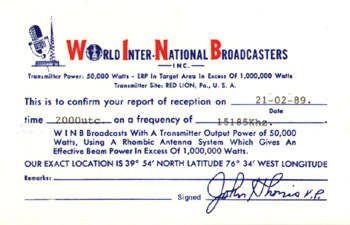 World Inter-National Broadcasters
INC.
Transmitter Power: 50,000 Watts - ERP In Target Area In Excess Of 1,000,000 Watts
Transmitter Site: RED LION, Pa., U. S. A.
This is to confirm your report of reception on 21-02-89.
Date
time 2000utc. on a frequency of 15185Khz.
W I N B Broadcasts With A Transmitter Output Power of 50,000
Watts, Using A Rhombic Antenna System Which Gives An
Effective Beam Power In Excess Of 1,000,000 Watts.
OUR EXACT LOCATION IS 39° 54' NORTH LATITUDE 76° 34' WEST LONGITUDE
Remarks:
Signed John V.P.